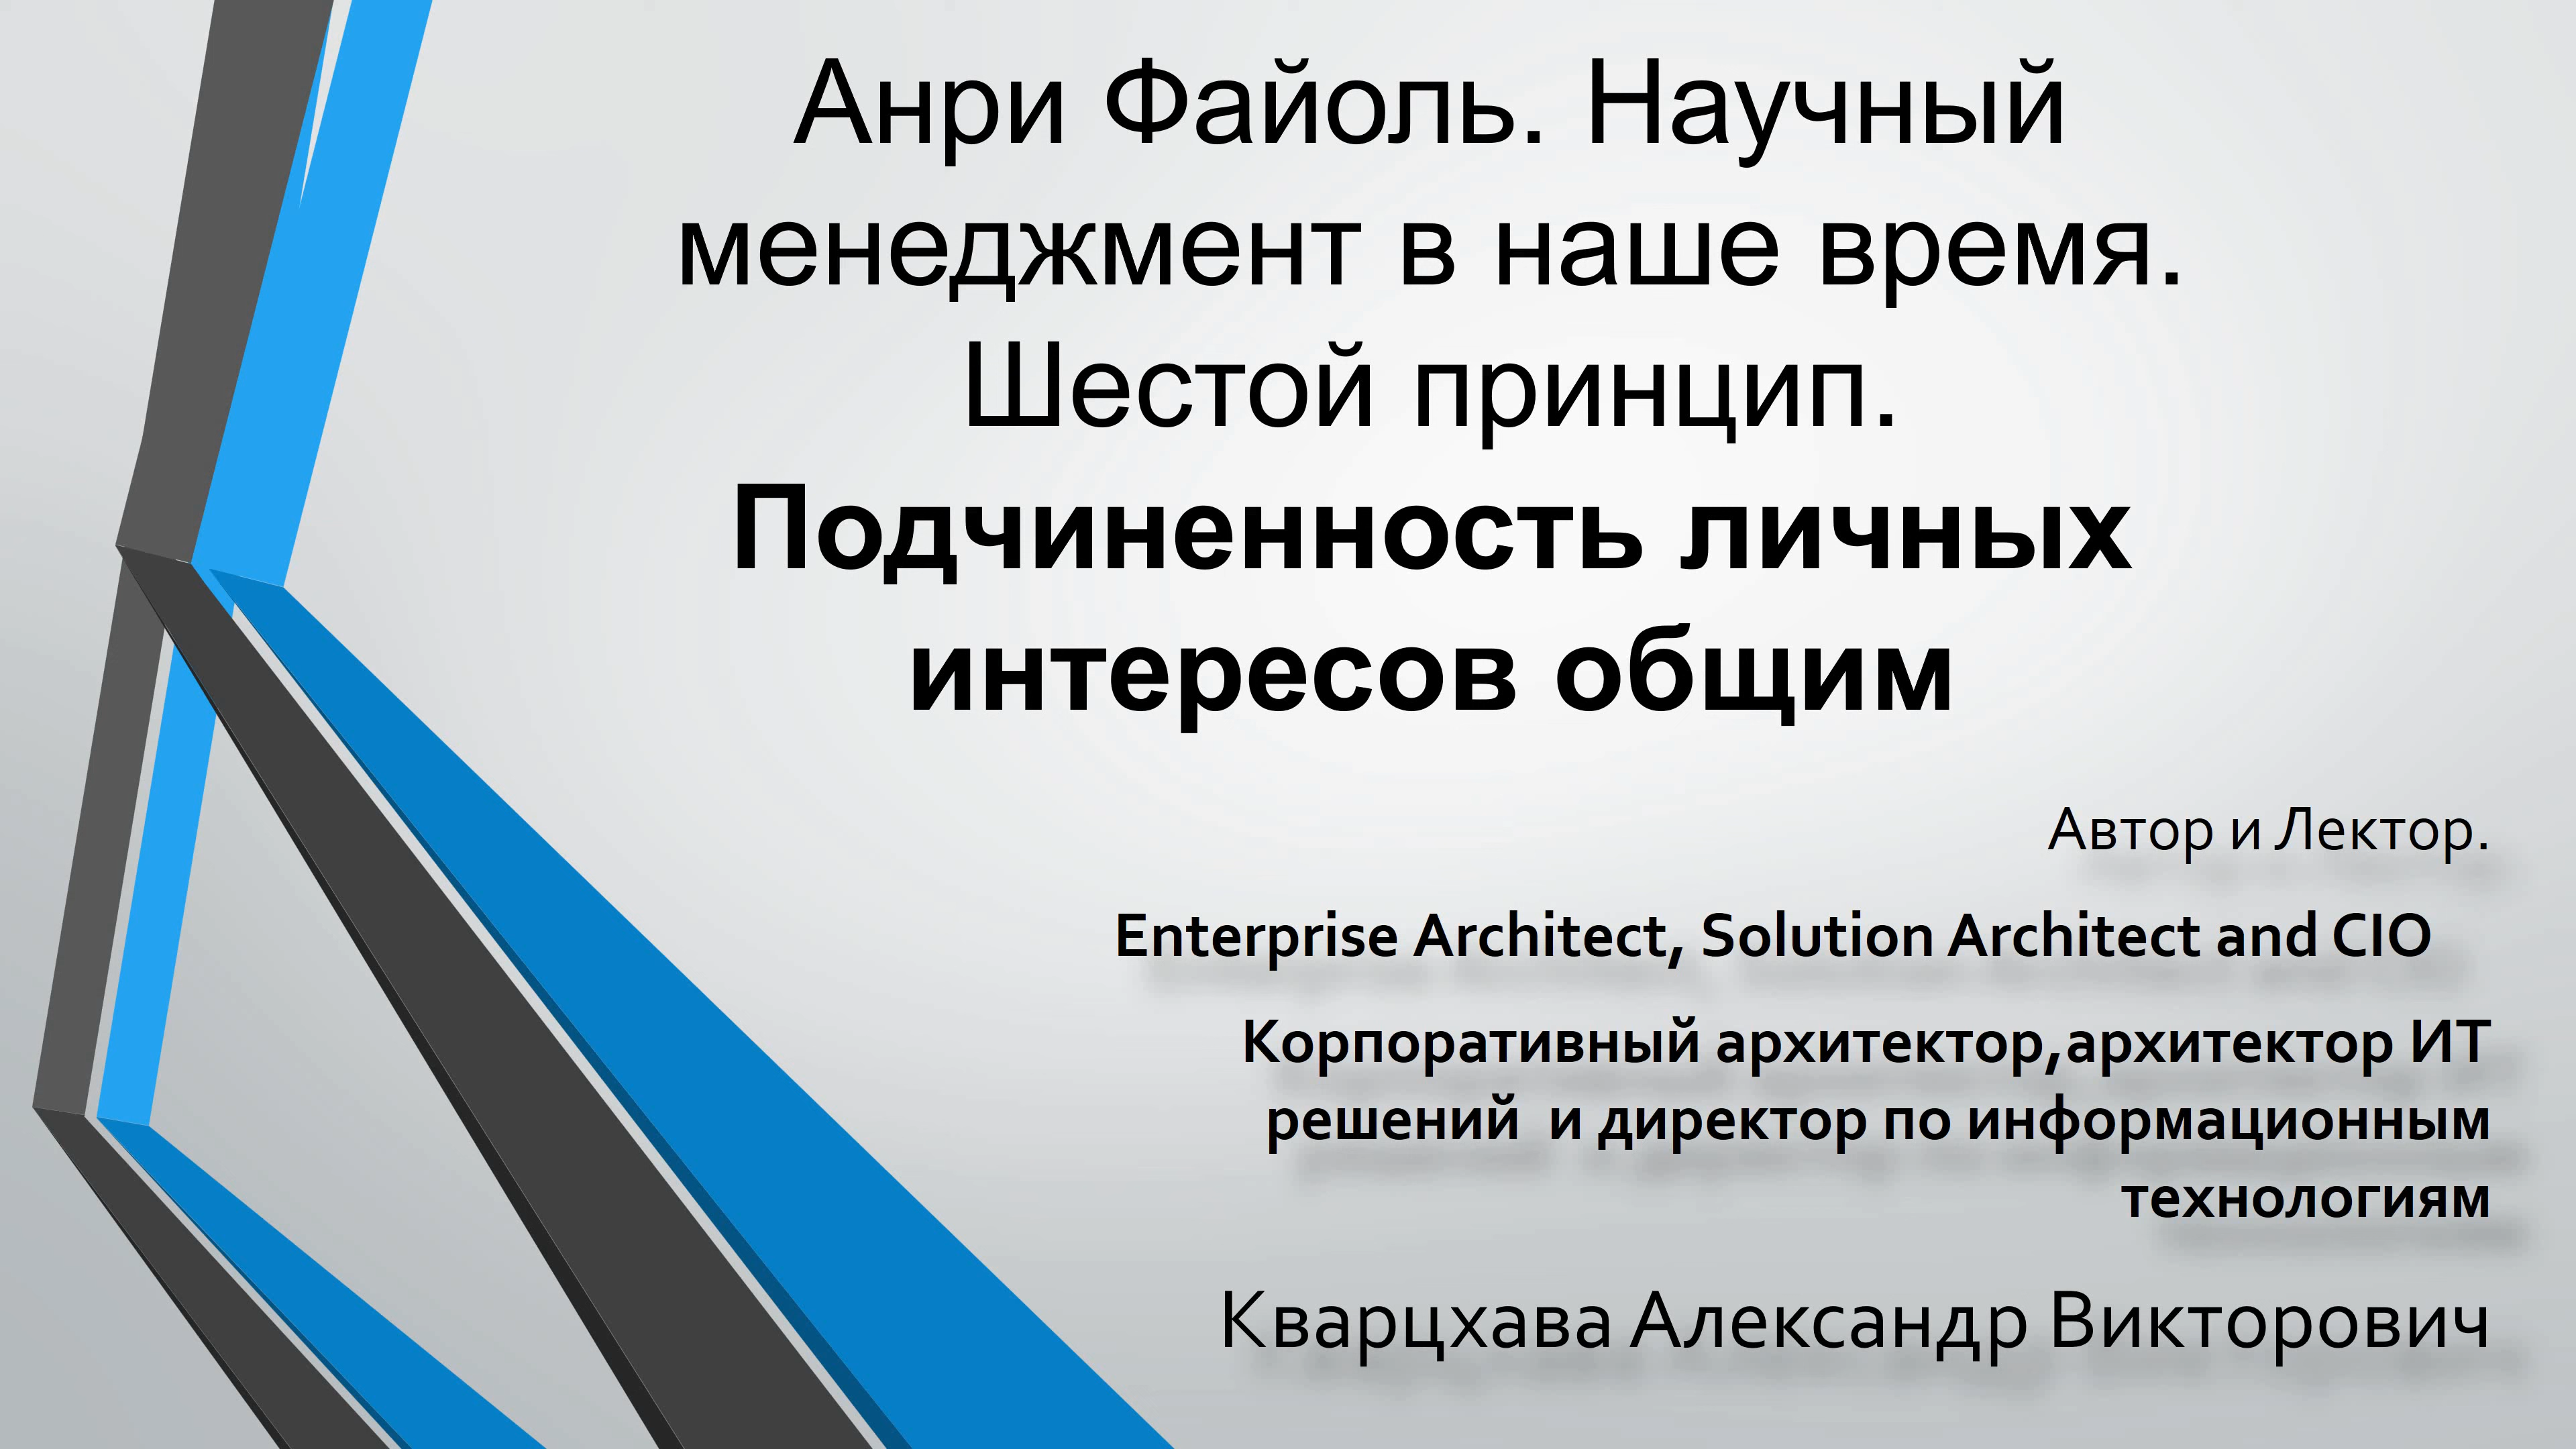 Анри Файоль. Научный
менеджмент в наше время.
Шестой принцип.
Подчиненность личных
интересов общим
Автор и Лектор.
Enterprise Architect, Solution Architect and CIO
Корпоративный архитектор,архитектор ИТ
решений  и директор по информационным
технологиям
Кварцхава Александр Викторович